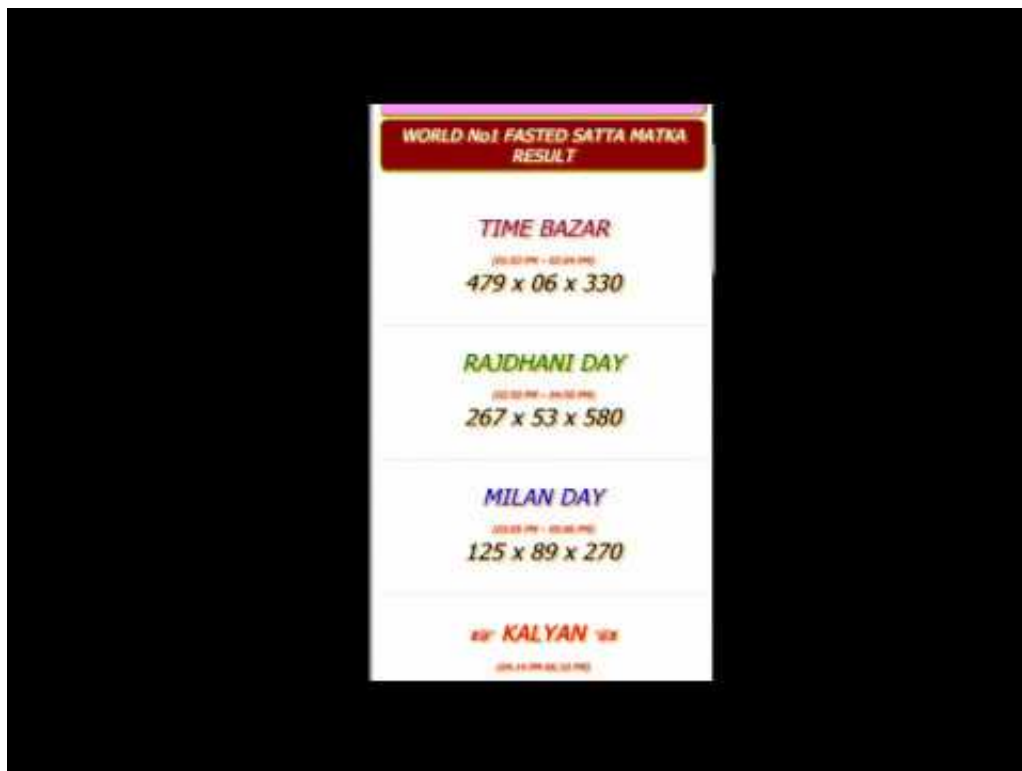 WORLD No1 FASTED SATTA MATKA
RESULT
TIME BAZAR
479 x 06 x 330
RAJDHANI DAY
267 x 53 x 580
MILAN DAY
125 x 89 x 270
KALYAN